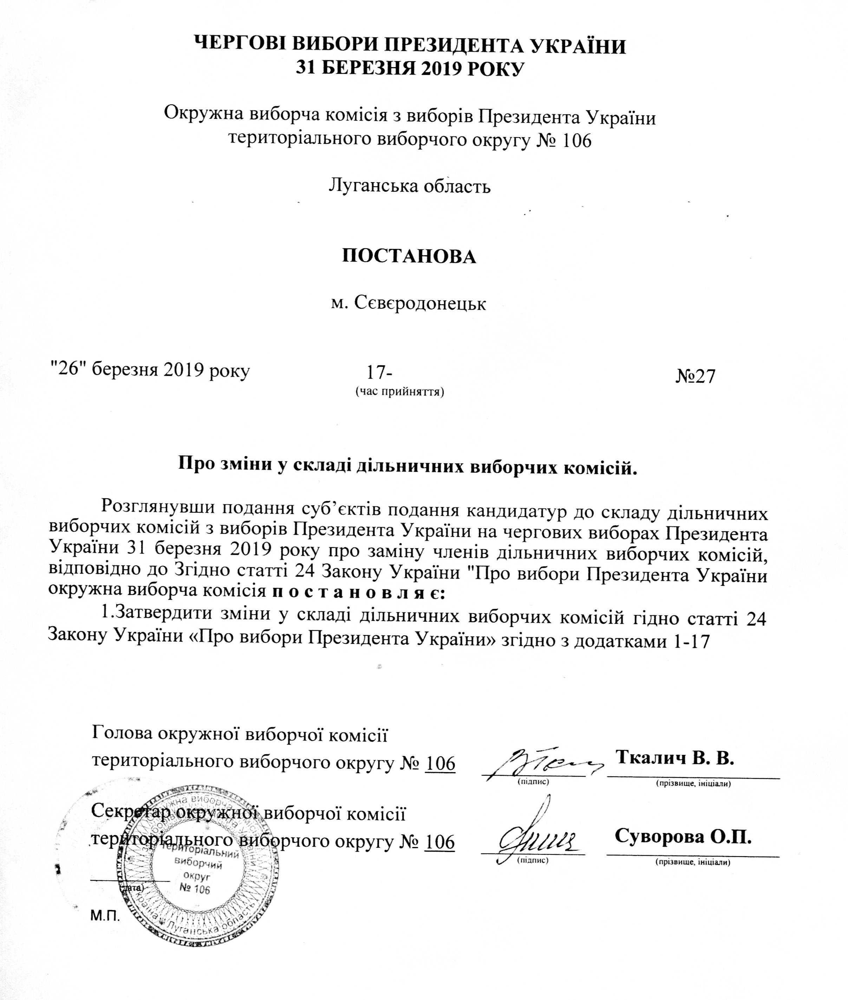 ЧЕРГОВІ ВИБОРИ ПРЕЗИДЕНТА УКРАЇНИ
31 БЕРЕЗНЯ 2019 РОКУ
Окружна виборча комісія з виборів Президента України
територіального виборчого округу № 106
Луганська область
ПОСТАНОВА
м. Сєвєродонецьк
"26" березня 2019 року 17- №27
(час прийняття)
Про зміни у складі дільничних виборчих комісій.
Розглянувши подання суб’єктів подання кандидатур до складу дільничних
виборчих комісій з виборів Президента України на чергових виборах Президента
України 31 березня 2019 року про заміну членів дільничних виборчих комісій,
відповідно до Згідно статті 24 Закону України "Про вибори Президента України
окружна виборча комісія п о с т а н о в л я є:
1.Затвердити зміни у складі дільничних виборчих комісій гідно статті 24
Закону України «Про вибори Президента України» згідно з додатками 1-17
Голова окружної виборчої комісії
територіального виборчого округу № 106 Ткалич В. В.
(підпис) (прізвище, ініціали)
Секретар окружної виборчої комісії
територіального виборчого округу № 106 Суворова О.П.
(підпис) (прізвище, ініціали)
(дата)
М.П.
Окружна виборча комісія
з виборів Президента України
Територіальний
виборчий
округ
№ 106
Україна Луганська область